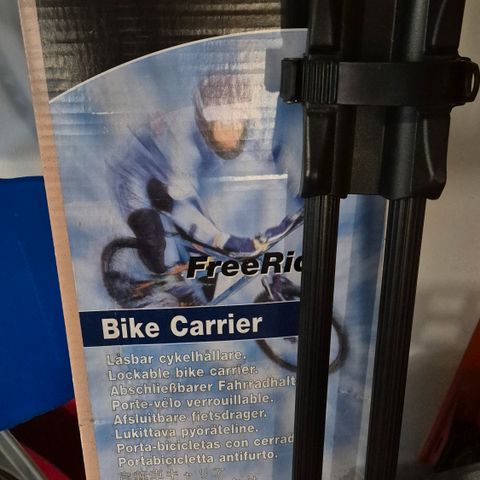 FreeRid
Bike Carrier
Låsbar cykelhållare.
Lockable bike carrier.
Abschließbarer Fahrradhalt
Porte-vélo verrouillable.
Afsluitbare fietsdrager.
Lukittava pyöräteline.
Porta-bicicletas con cerrad
Portabicicletta antifurto.